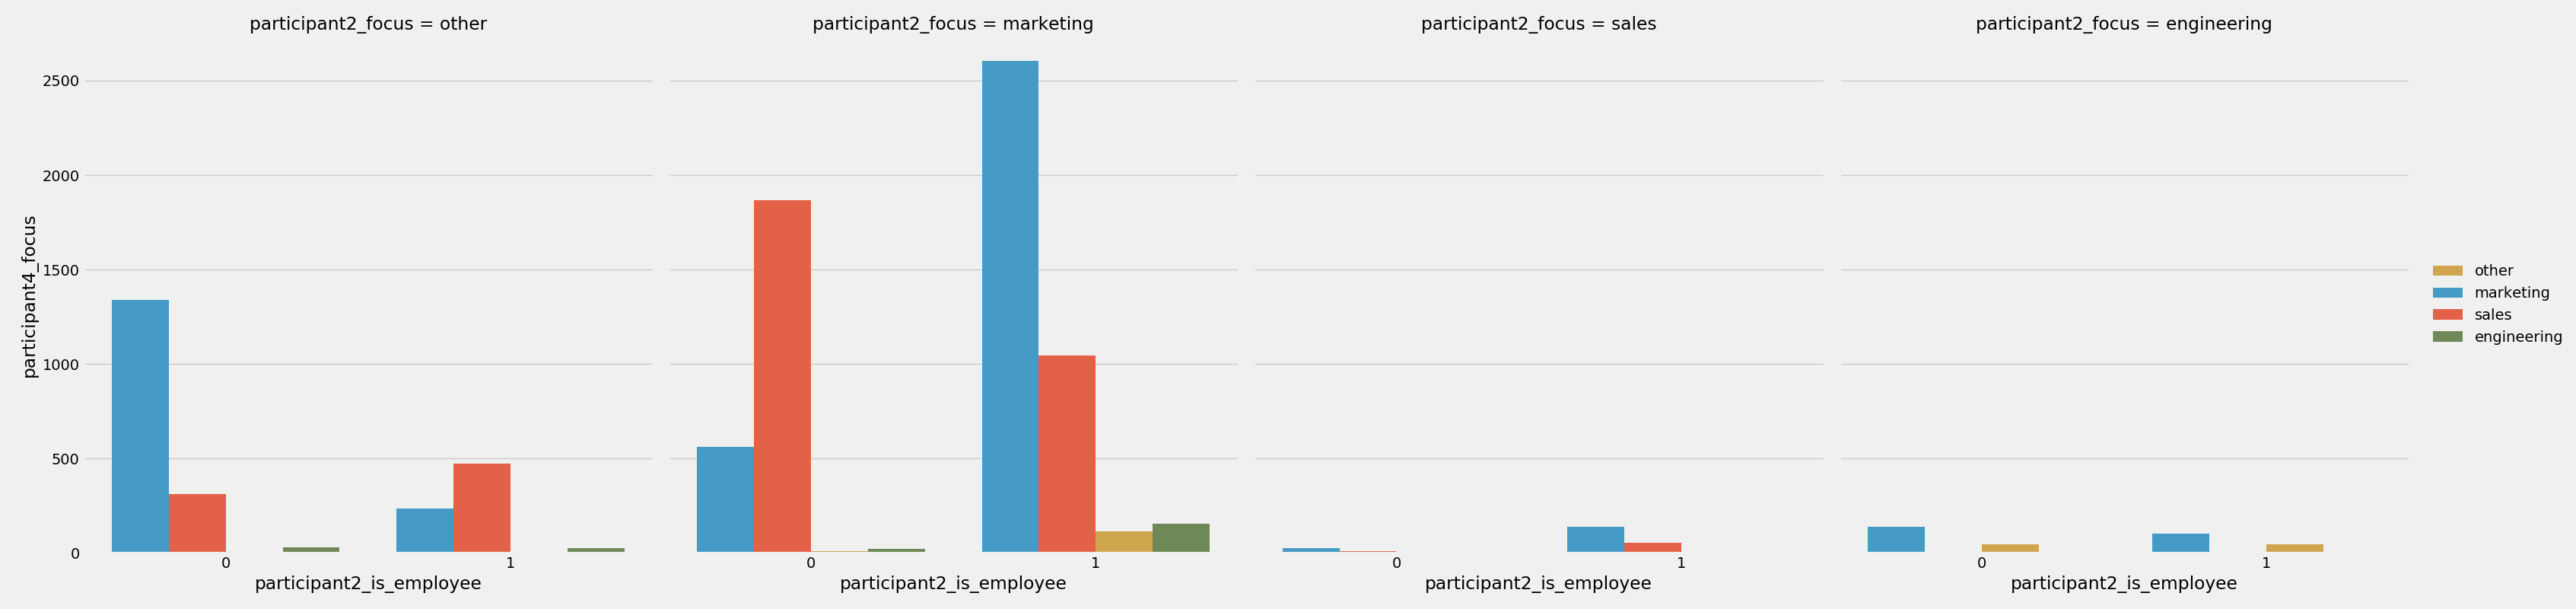 participant2_focus = other
participant2_focus = marketing
participant2_focus = sales
participant2_focus = engineering
participant4_focus
2500
2000
1500
1000
500
0
0 1
0 1
0 1
0 1
participant2_is_employee
participant2_is_employee
participant2_is_employee
participant2_is_employee
other
marketing
sales
engineering